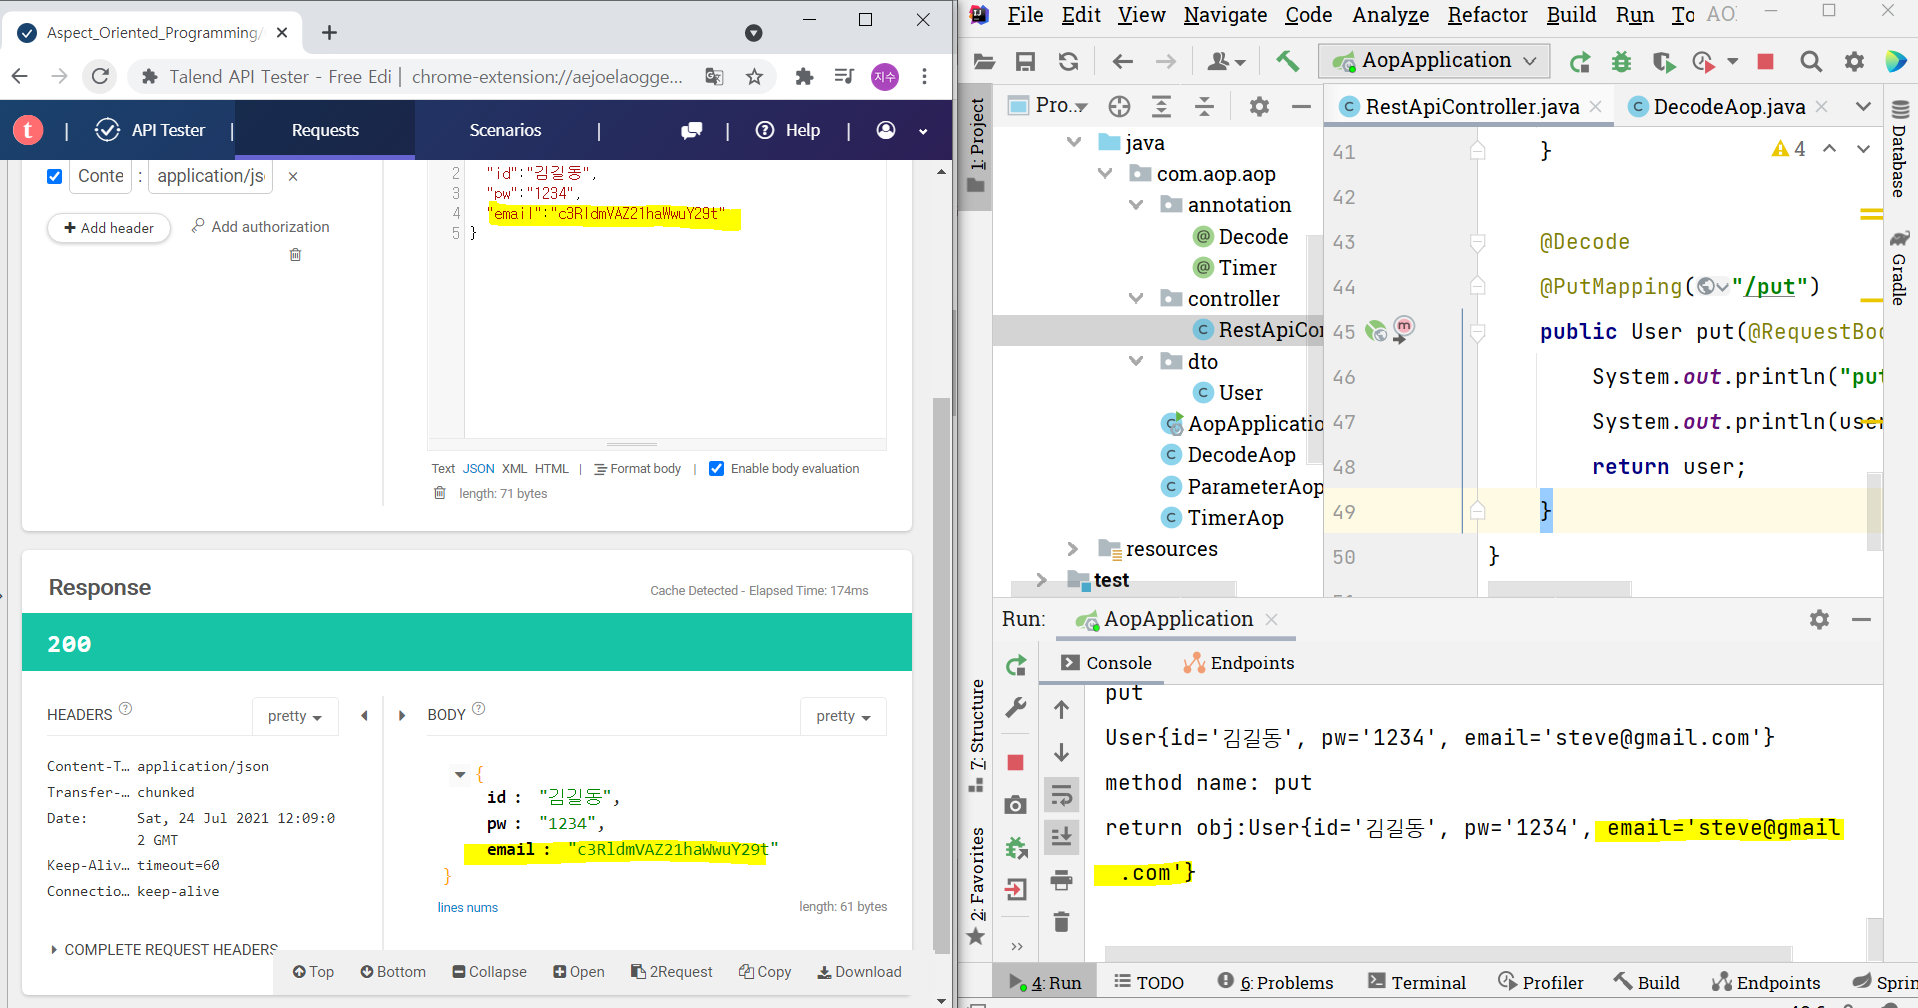 Aspect_Oriented_Programming/
Talend API Tester - Free Edi | chrome-extension://aejoelaogge...
지수
t | API Tester | Requests Scenarios | | Help |
Conte : application/js
Add header
Add authorization
2 "id":"김길동",
3 "pw":"1234",
4 "email":"c3RldmVAZ21haWwuY29t"
5 }
Text JSON XML HTML | Format body | Enable body evaluation
length: 71 bytes
Response
Cache Detected - Elapsed Time: 174ms
200
HEADERS ? pretty
BODY ? pretty
Content-T... application/json
Transfer-... chunked
Date: Sat, 24 Jul 2021 12:09:0
2 GMT
Keep-Aliv... timeout=60
Connectio... keep-alive
{
id : "김길동",
pw : "1234",
email : "c3RldmVAZ21haWwuY29t"
}
lines nums
length: 61 bytes
COMPLETE REQUEST HEADERS
Top Bottom Collapse Open 2Request Copy Download
File Edit View Navigate Code Analyze Refactor Build Run To AO
AopApplication
1: Project
Pro..
RestApiController.java
DecodeAop.java
Database
Gradle
java
com.aop.aop
annotation
Decode
Timer
controller
RestApiCo
dto
User
AopApplicatio
DecodeAop
ParameterAop
TimerAop
resources
test
4
41 }
42
43 @Decode
44 @PutMapping("/put")
45 public User put(@RequestBo
46 System.out.println("put
47 System.out.println(use
48 return user;
49 }
50 }
Run: AopApplication
Console Endpoints
7: Structure
2: Favorites
put
User{id='김길동', pw='1234', email='steve@gmail.com'}
method name: put
return obj:User{id='김길동', pw='1234', email='steve@gmail
.com'}
4: Run TODO 6: Problems Terminal Profiler Build Endpoints Sprin